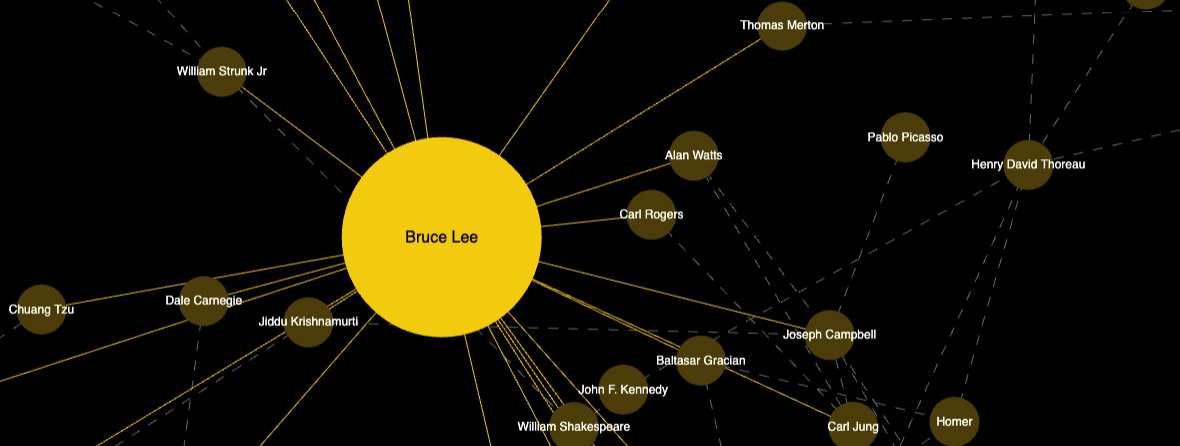 Thomas Merton
William Strunk Jr
Pablo Picasso
Alan Watts
Henry David Thoreau
Carl Rogers
Bruce Lee
Dale Carnegie
Chuang Tzu
Jiddu Krishnamurti
Joseph Campbell
Baltasar Gracian
John F. Kennedy
Homer
William Shakespeare
Carl Jung